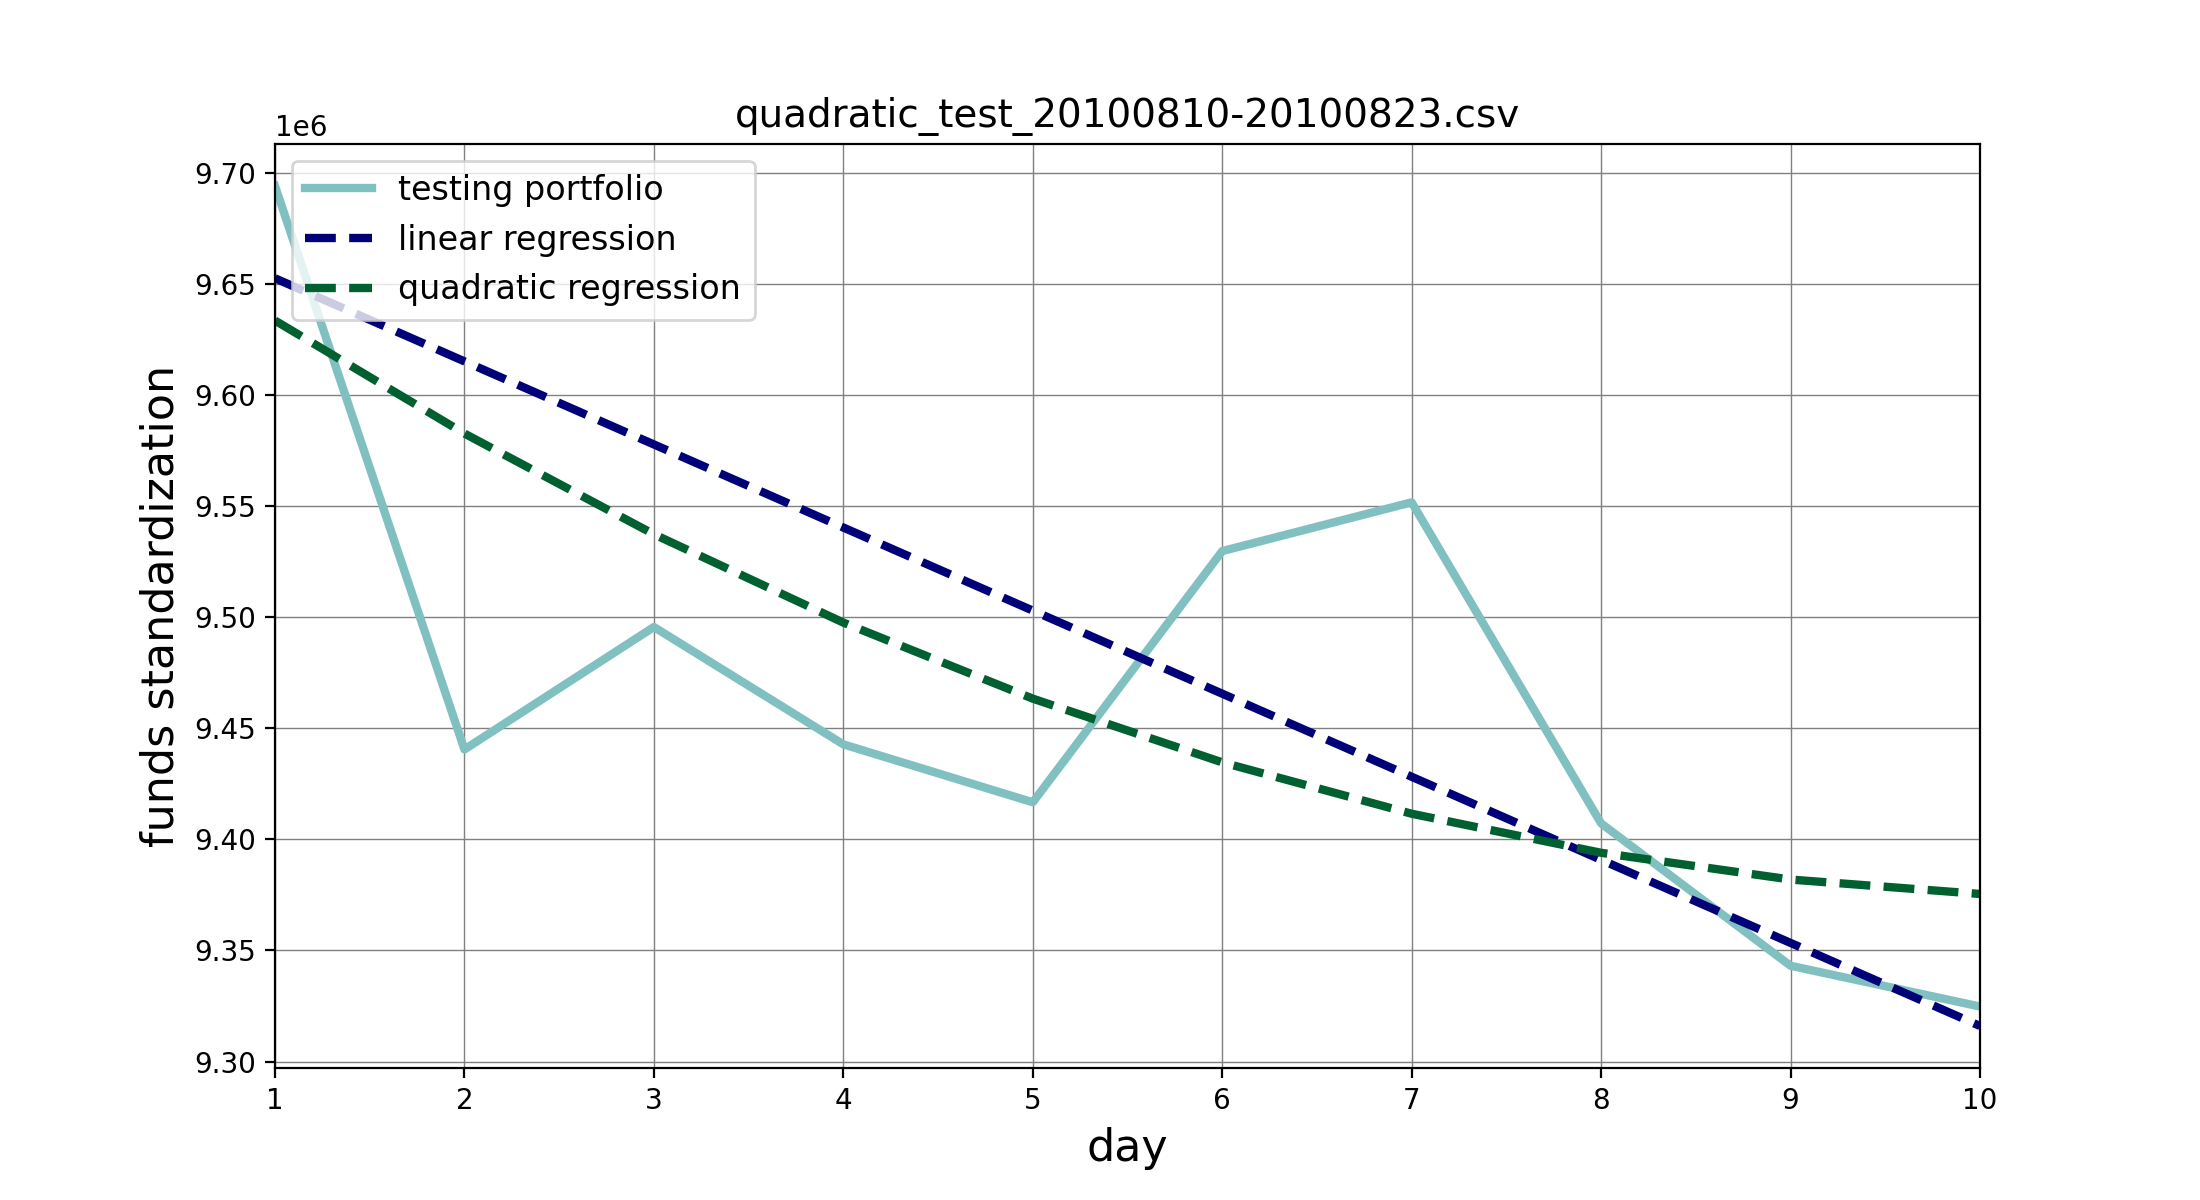 quadratic_test_20100810-20100823.csv
1e6
testing portfolio
linear regression
quadratic regression
9.70
9.65
9.60
9.55
9.50
9.45
9.40
9.35
9.30
funds standardization
1 2 3 4 5 6 7 8 9 10
day